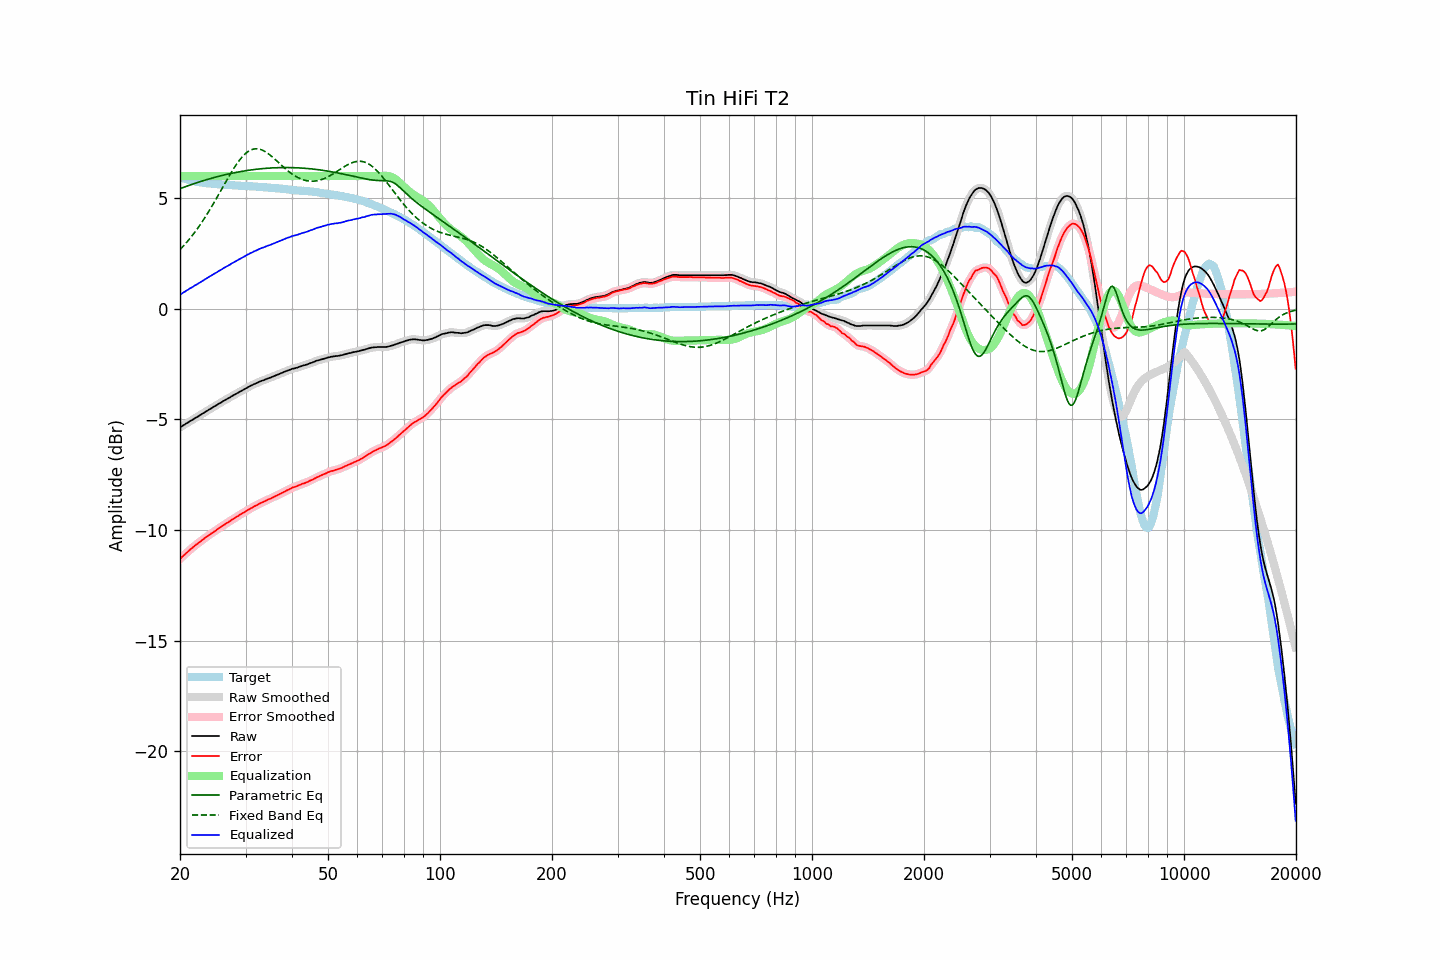 Tin HiFi T2
Amplitude (dBr)
5
0
−5
−10
−15
−20
Target
Raw Smoothed
Error Smoothed
Raw
Error
Equalization
Parametric Eq
Fixed Band Eq
Equalized
20 50 100 200 500 1000 2000 5000 10000 20000
Frequency (Hz)